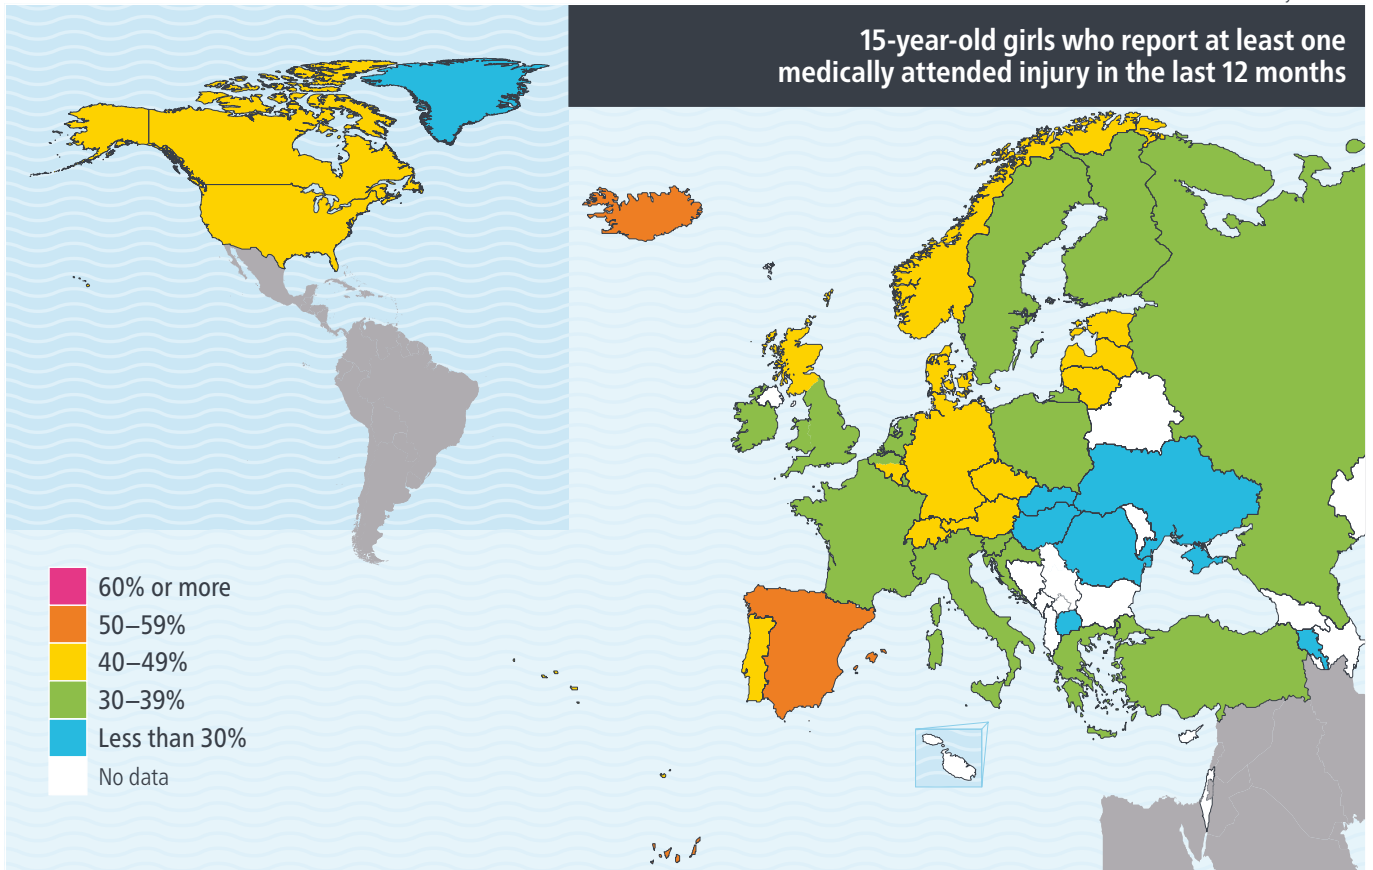 15-year-old girls who report at least one
medically attended injury in the last 12 months
60% or more
50–59%
40–49%
30–39%
Less than 30%
No data